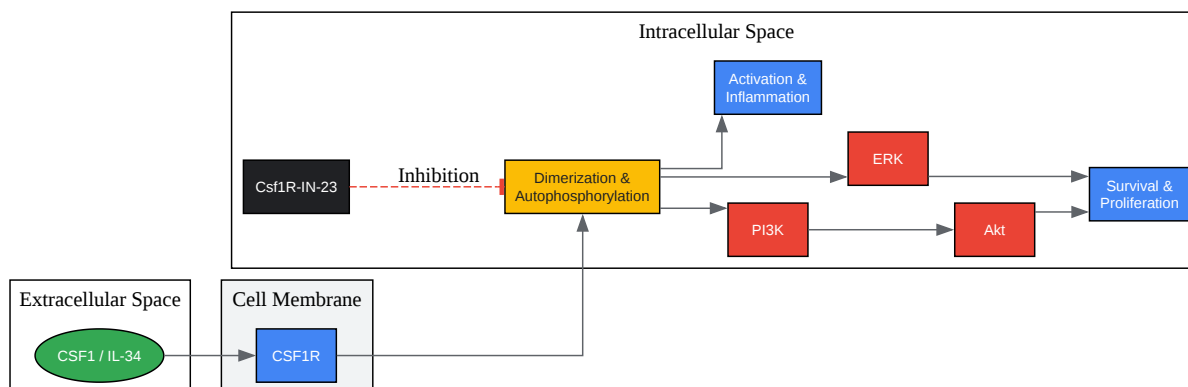 Intracellular Space
Activation &
Inflammation
ERK
Csf1R-IN-23
Inhibition
Dimerization &
Autophosphorylation
Survival &
Proliferation
PI3K
Akt
Extracellular Space
Cell Membrane
CSF1 / IL-34
CSF1R